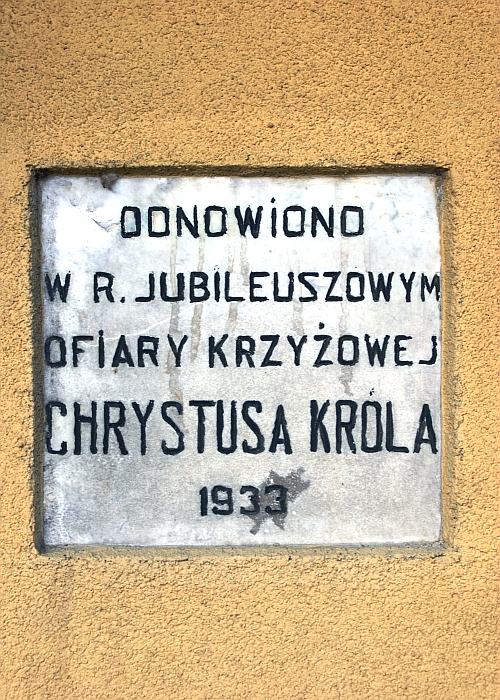 ODNOWiONO
W R. JUBILEUSZOWYM
OFiARY KRZYŻOWEJ
CHRYSTUSA KRÓLA
1933